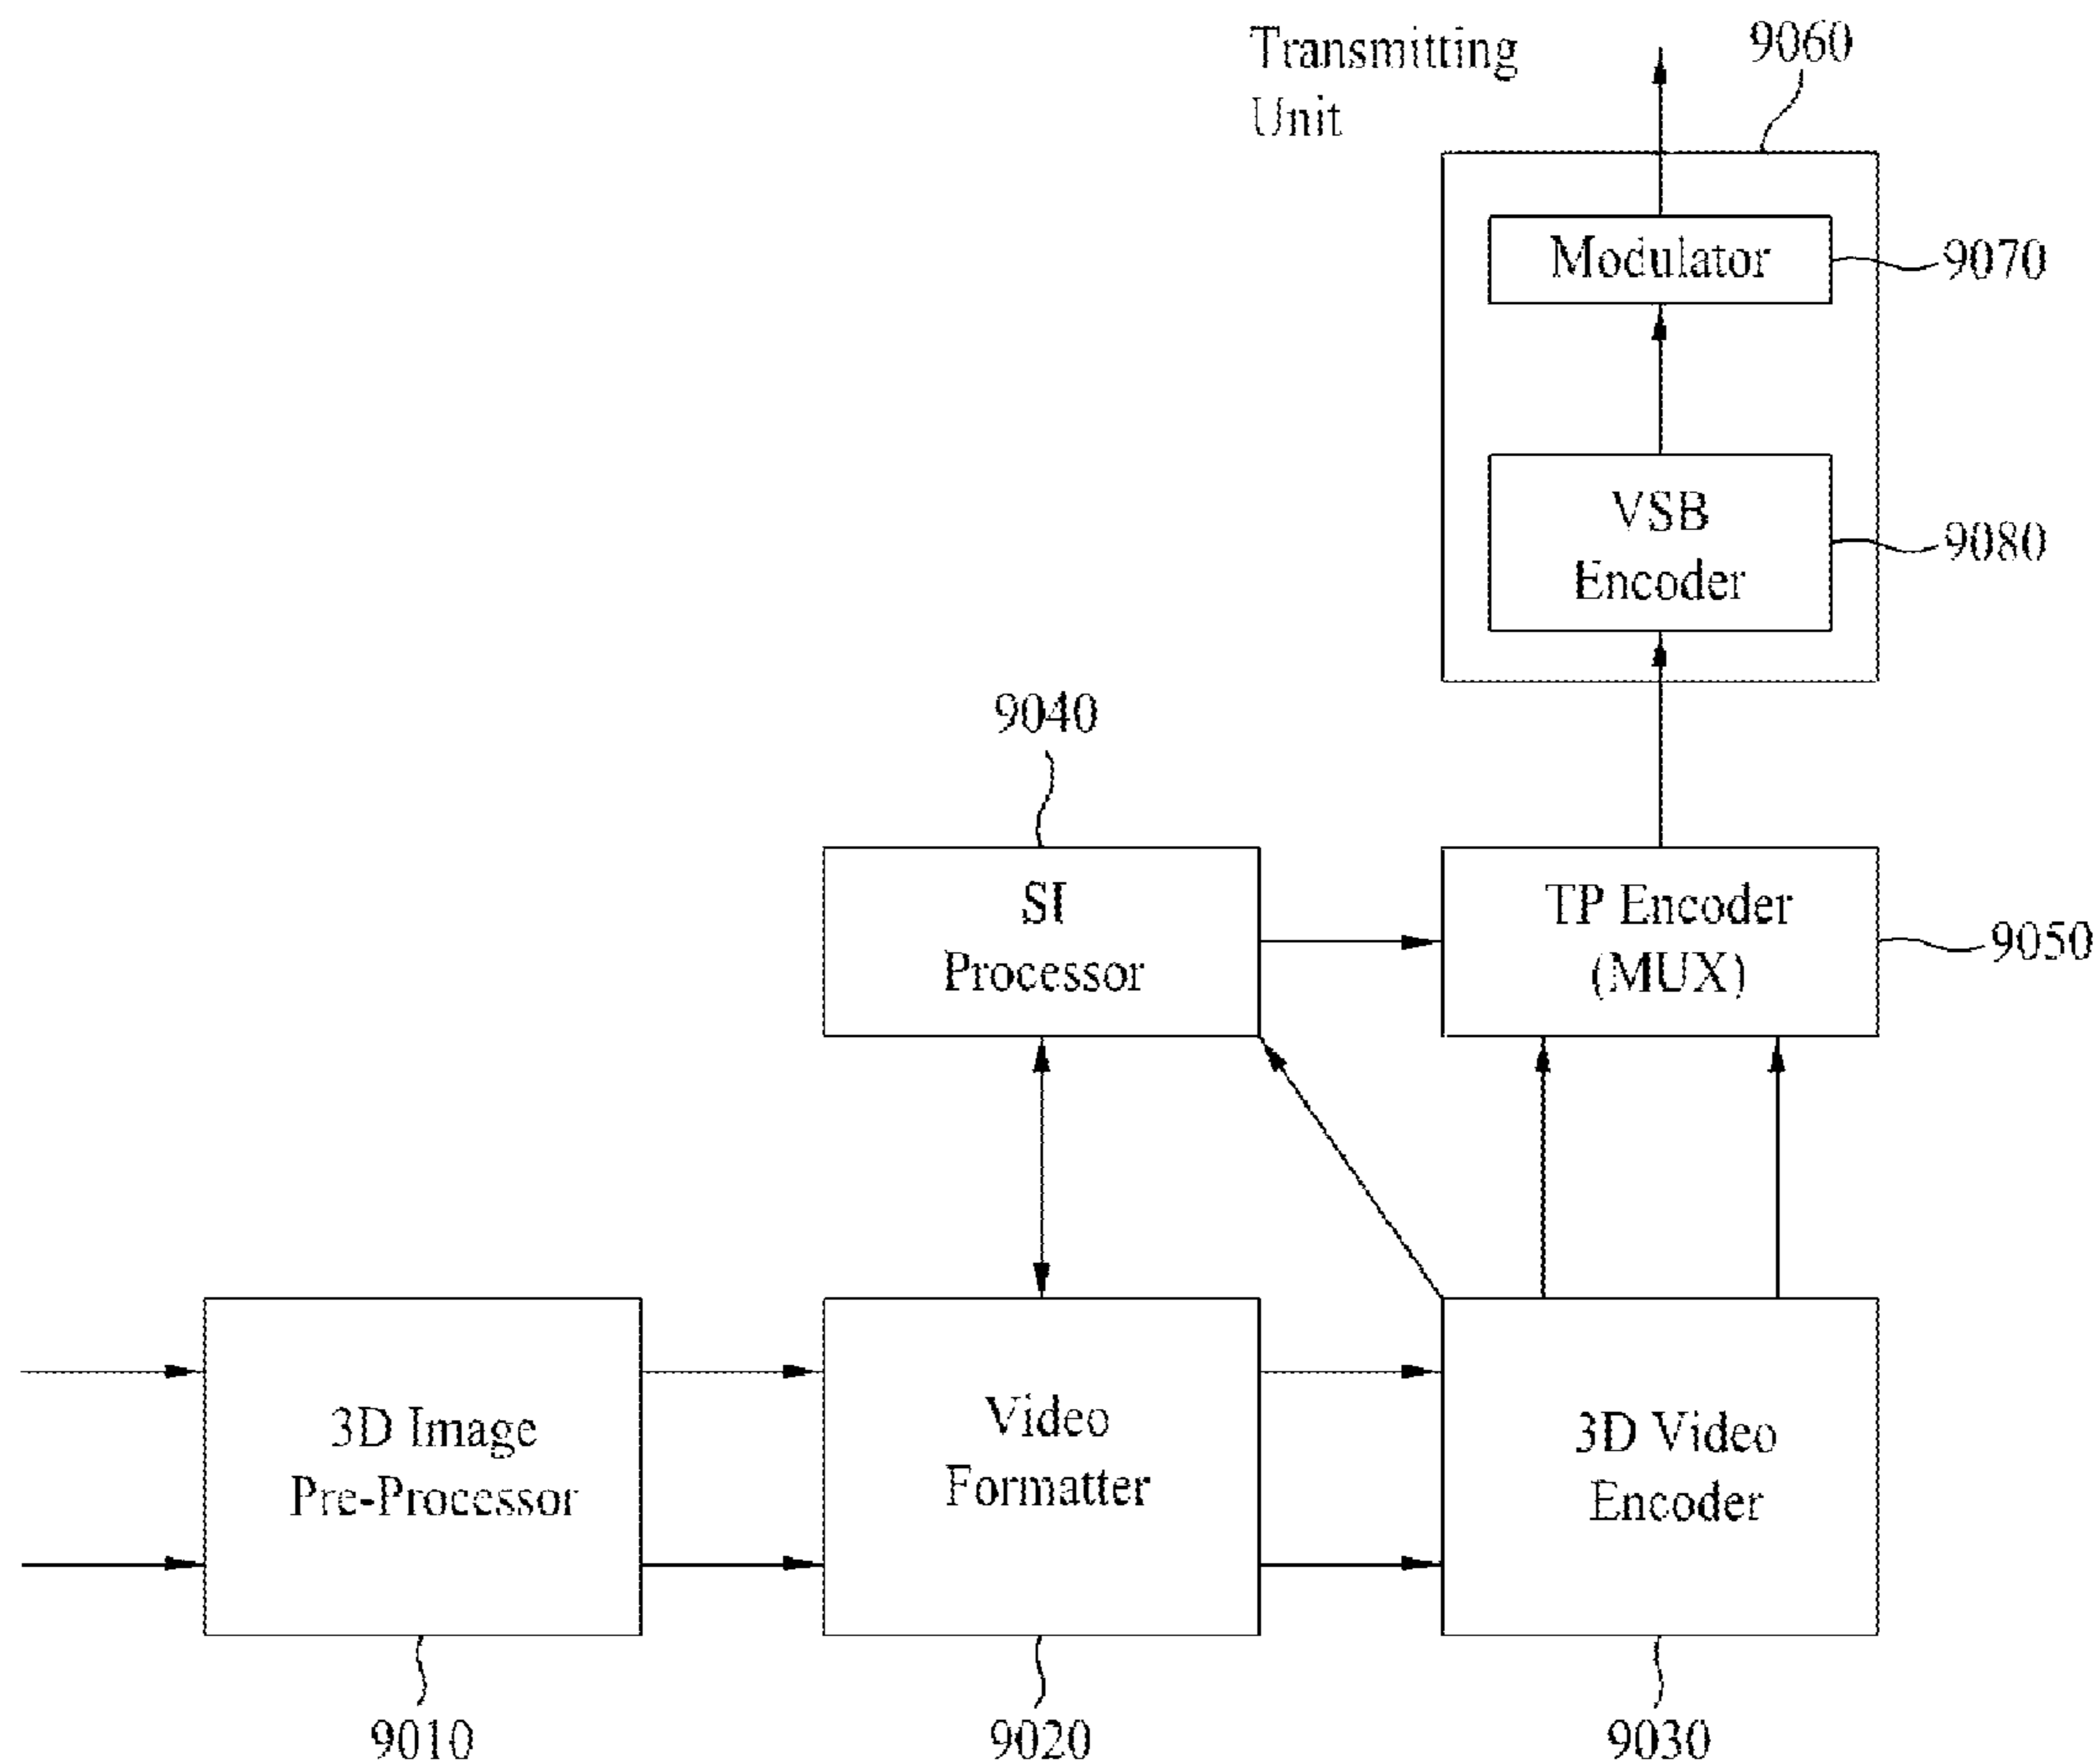 Transmitting
Unit
9060
Modulator
9070
VSB
Encoder
9080
9040
SI
Processor
TP Encoder
(MUX)
9050
3D Image
Pre-Processor
Video
Formatter
3D Video
Encoder
9010
9020
9030